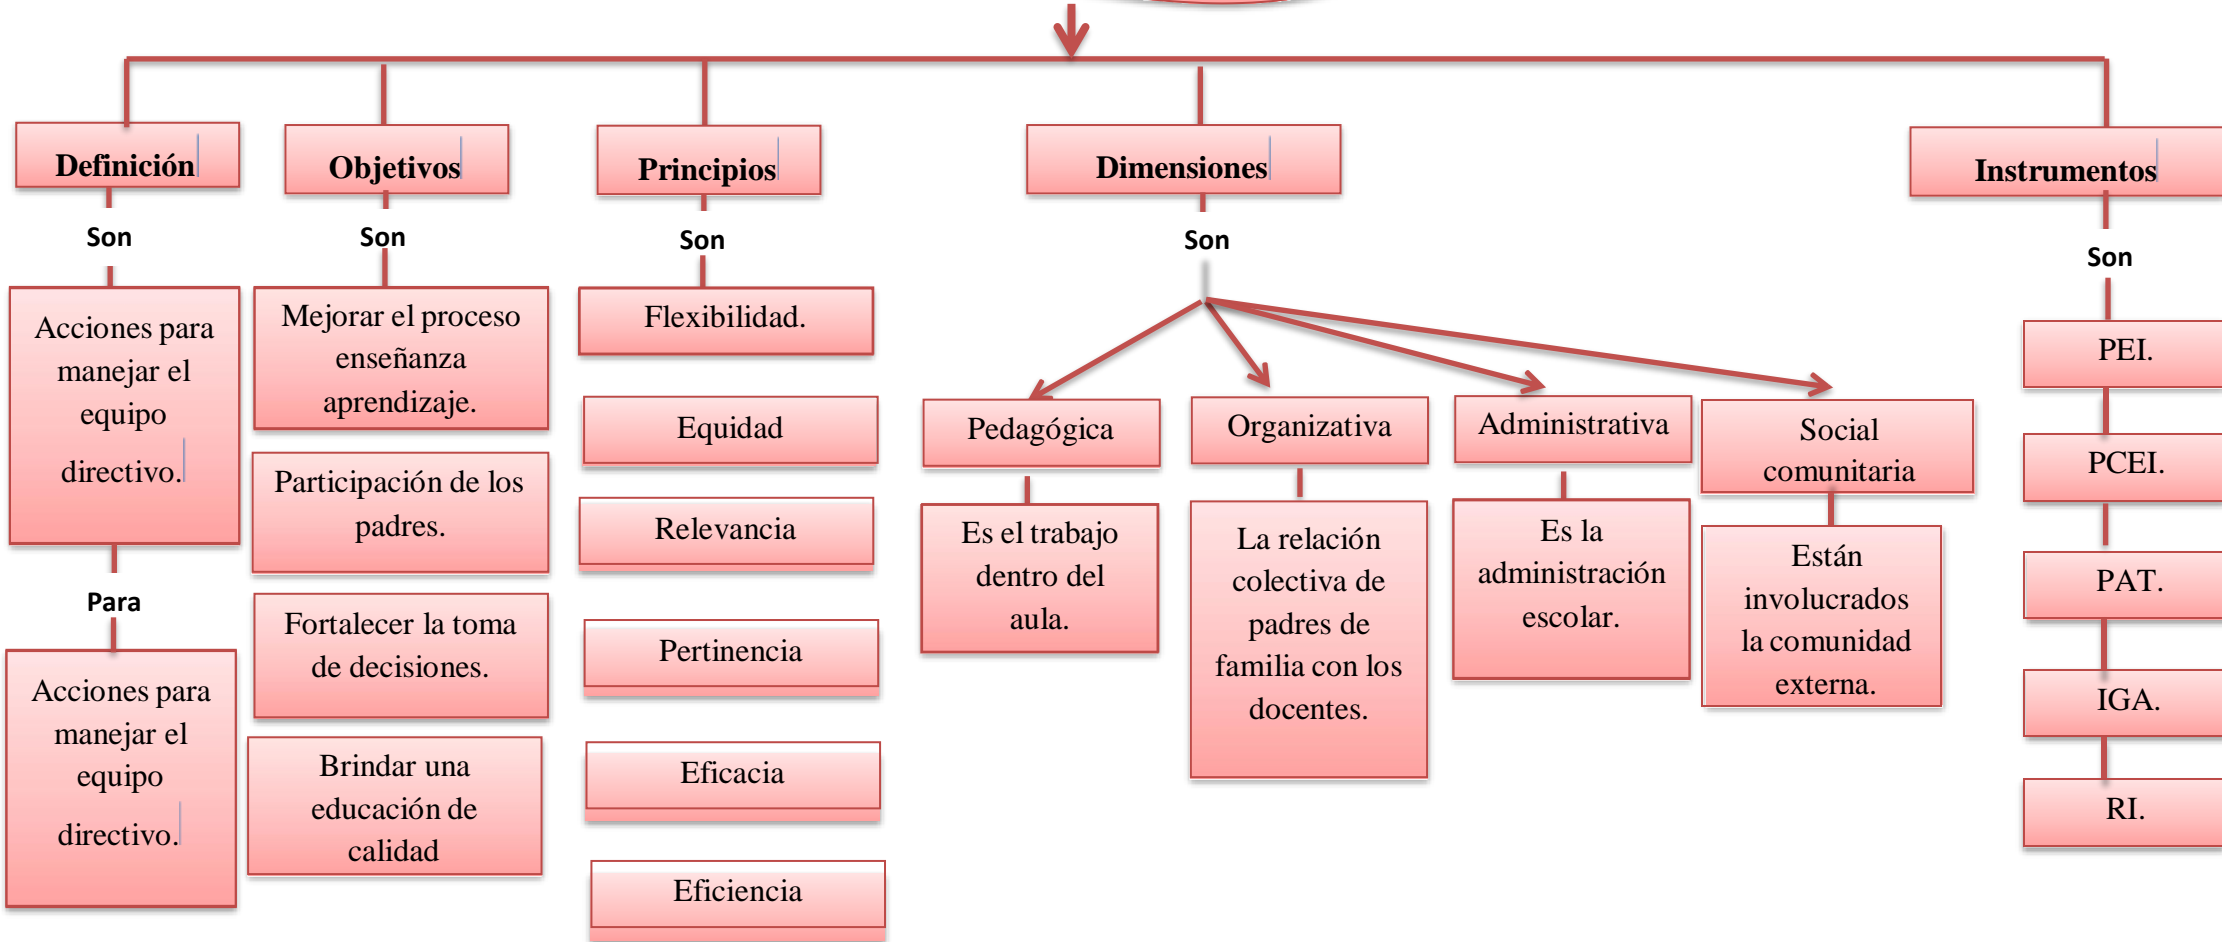 Definición
Son
Acciones para
manejar el
equipo
directivo.
Para
Acciones para
manejar el
equipo
directivo.
Objetivos
Son
Mejorar el proceso
enseñanza
aprendizaje.
Participación de los
padres.
Fortalecer la toma
de decisiones.
Brindar una
educación de
calidad
Principios
Son
Flexibilidad.
Equidad
Relevancia
Pertinencia
Eficacia
Eficiencia
Dimensiones
Son
Pedagógica
Es el trabajo
dentro del
aula.
Organizativa
La relación
colectiva de
padres de
familia con los
docentes.
Administrativa
Es la
administración
escolar.
Social
comunitaria
Están
involucrados
la comunidad
externa.
Instrumentos
Son
PEI.
PCEI.
PAT.
IGA.
RI.